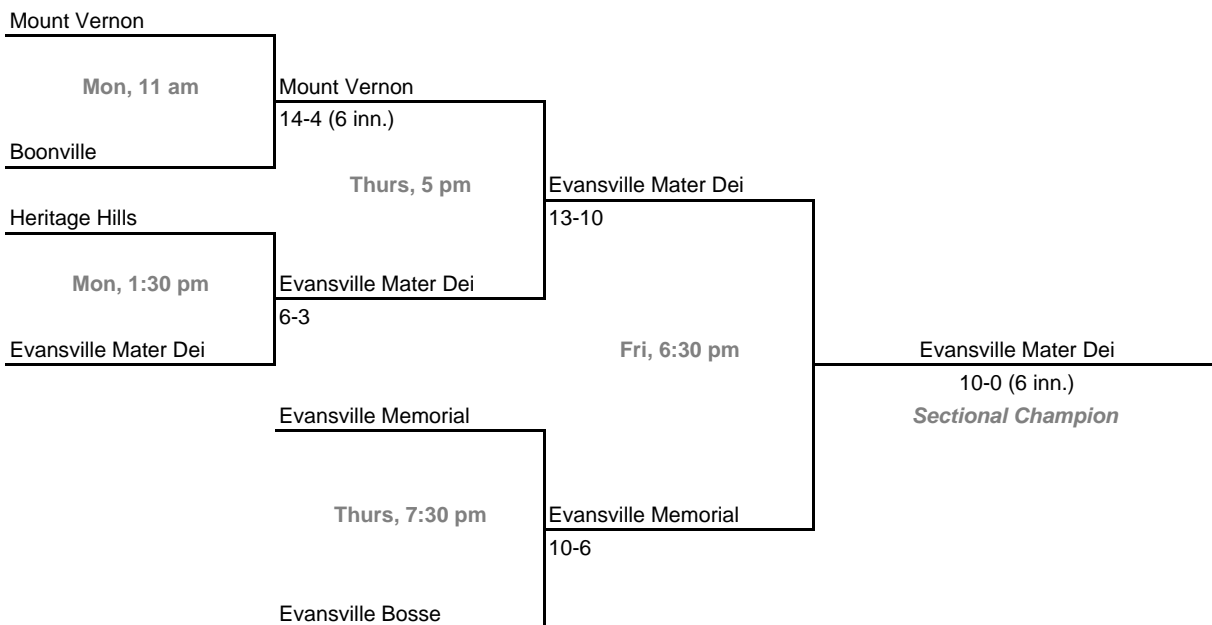 Mount Vernon
Mon, 11 am
Mount Vernon
14-4 (6 inn.)
Boonville
Thurs, 5 pm
Evansville Mater Dei
Heritage Hills
13-10
Mon, 1:30 pm
Evansville Mater Dei
6-3
Evansville Mater Dei
Fri, 6:30 pm
Evansville Mater Dei
10-0 (6 inn.)
Evansville Memorial
Sectional Champion
Thurs, 7:30 pm
Evansville Memorial
10-6
Evansville Bosse